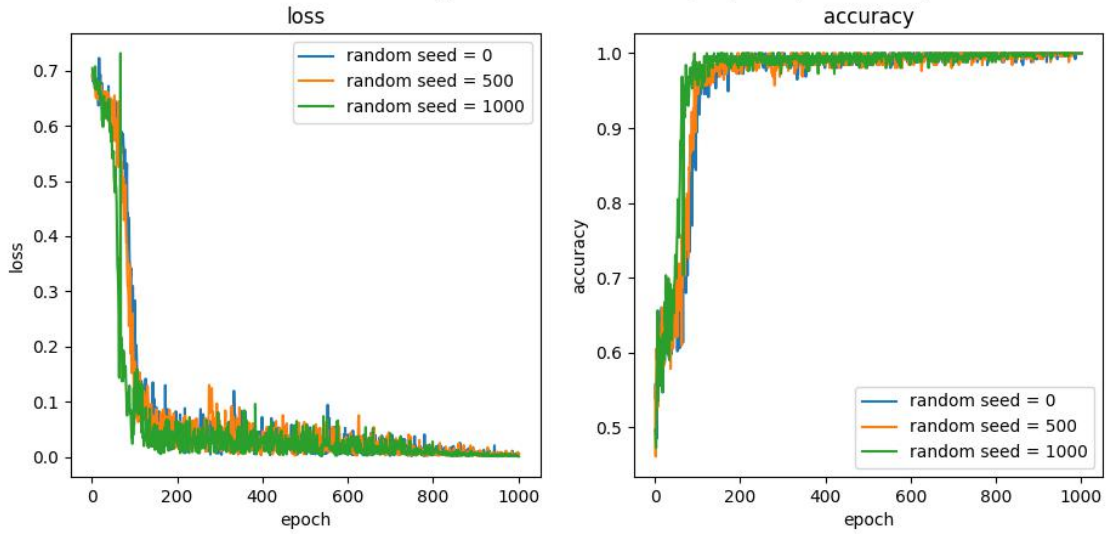 loss
0.7
0.6
0.5
0.4
0.3
0.2
0.1
0.0
loss
random seed = 0
random seed = 500
random seed = 1000
0 200 400 600 800 1000
epoch
accuracy
1.0
0.9
0.8
0.7
0.6
0.5
accuracy
random seed = 0
random seed = 500
random seed = 1000
0 200 400 600 800 1000
epoch